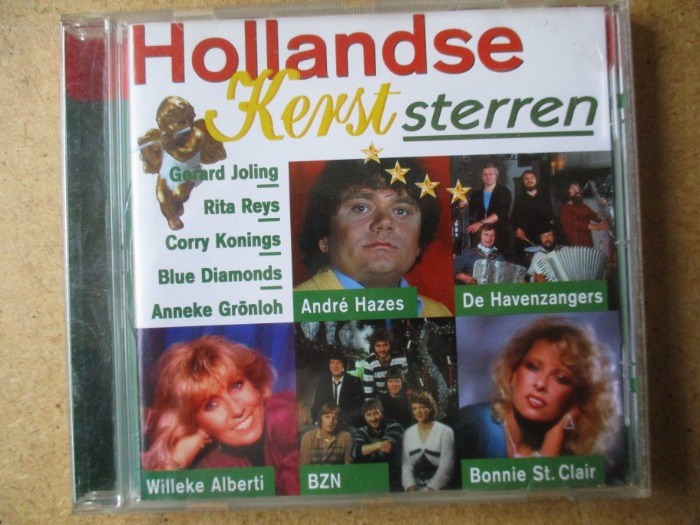 Hollandse
Kerst sterren
Gerard Joling
Rita Reys
Corry Konings
Blue Diamonds
Anneke Grönloh
André Hazes
De Havenzangers
Willeke Alberti
BZN
Bonnie St. Clair